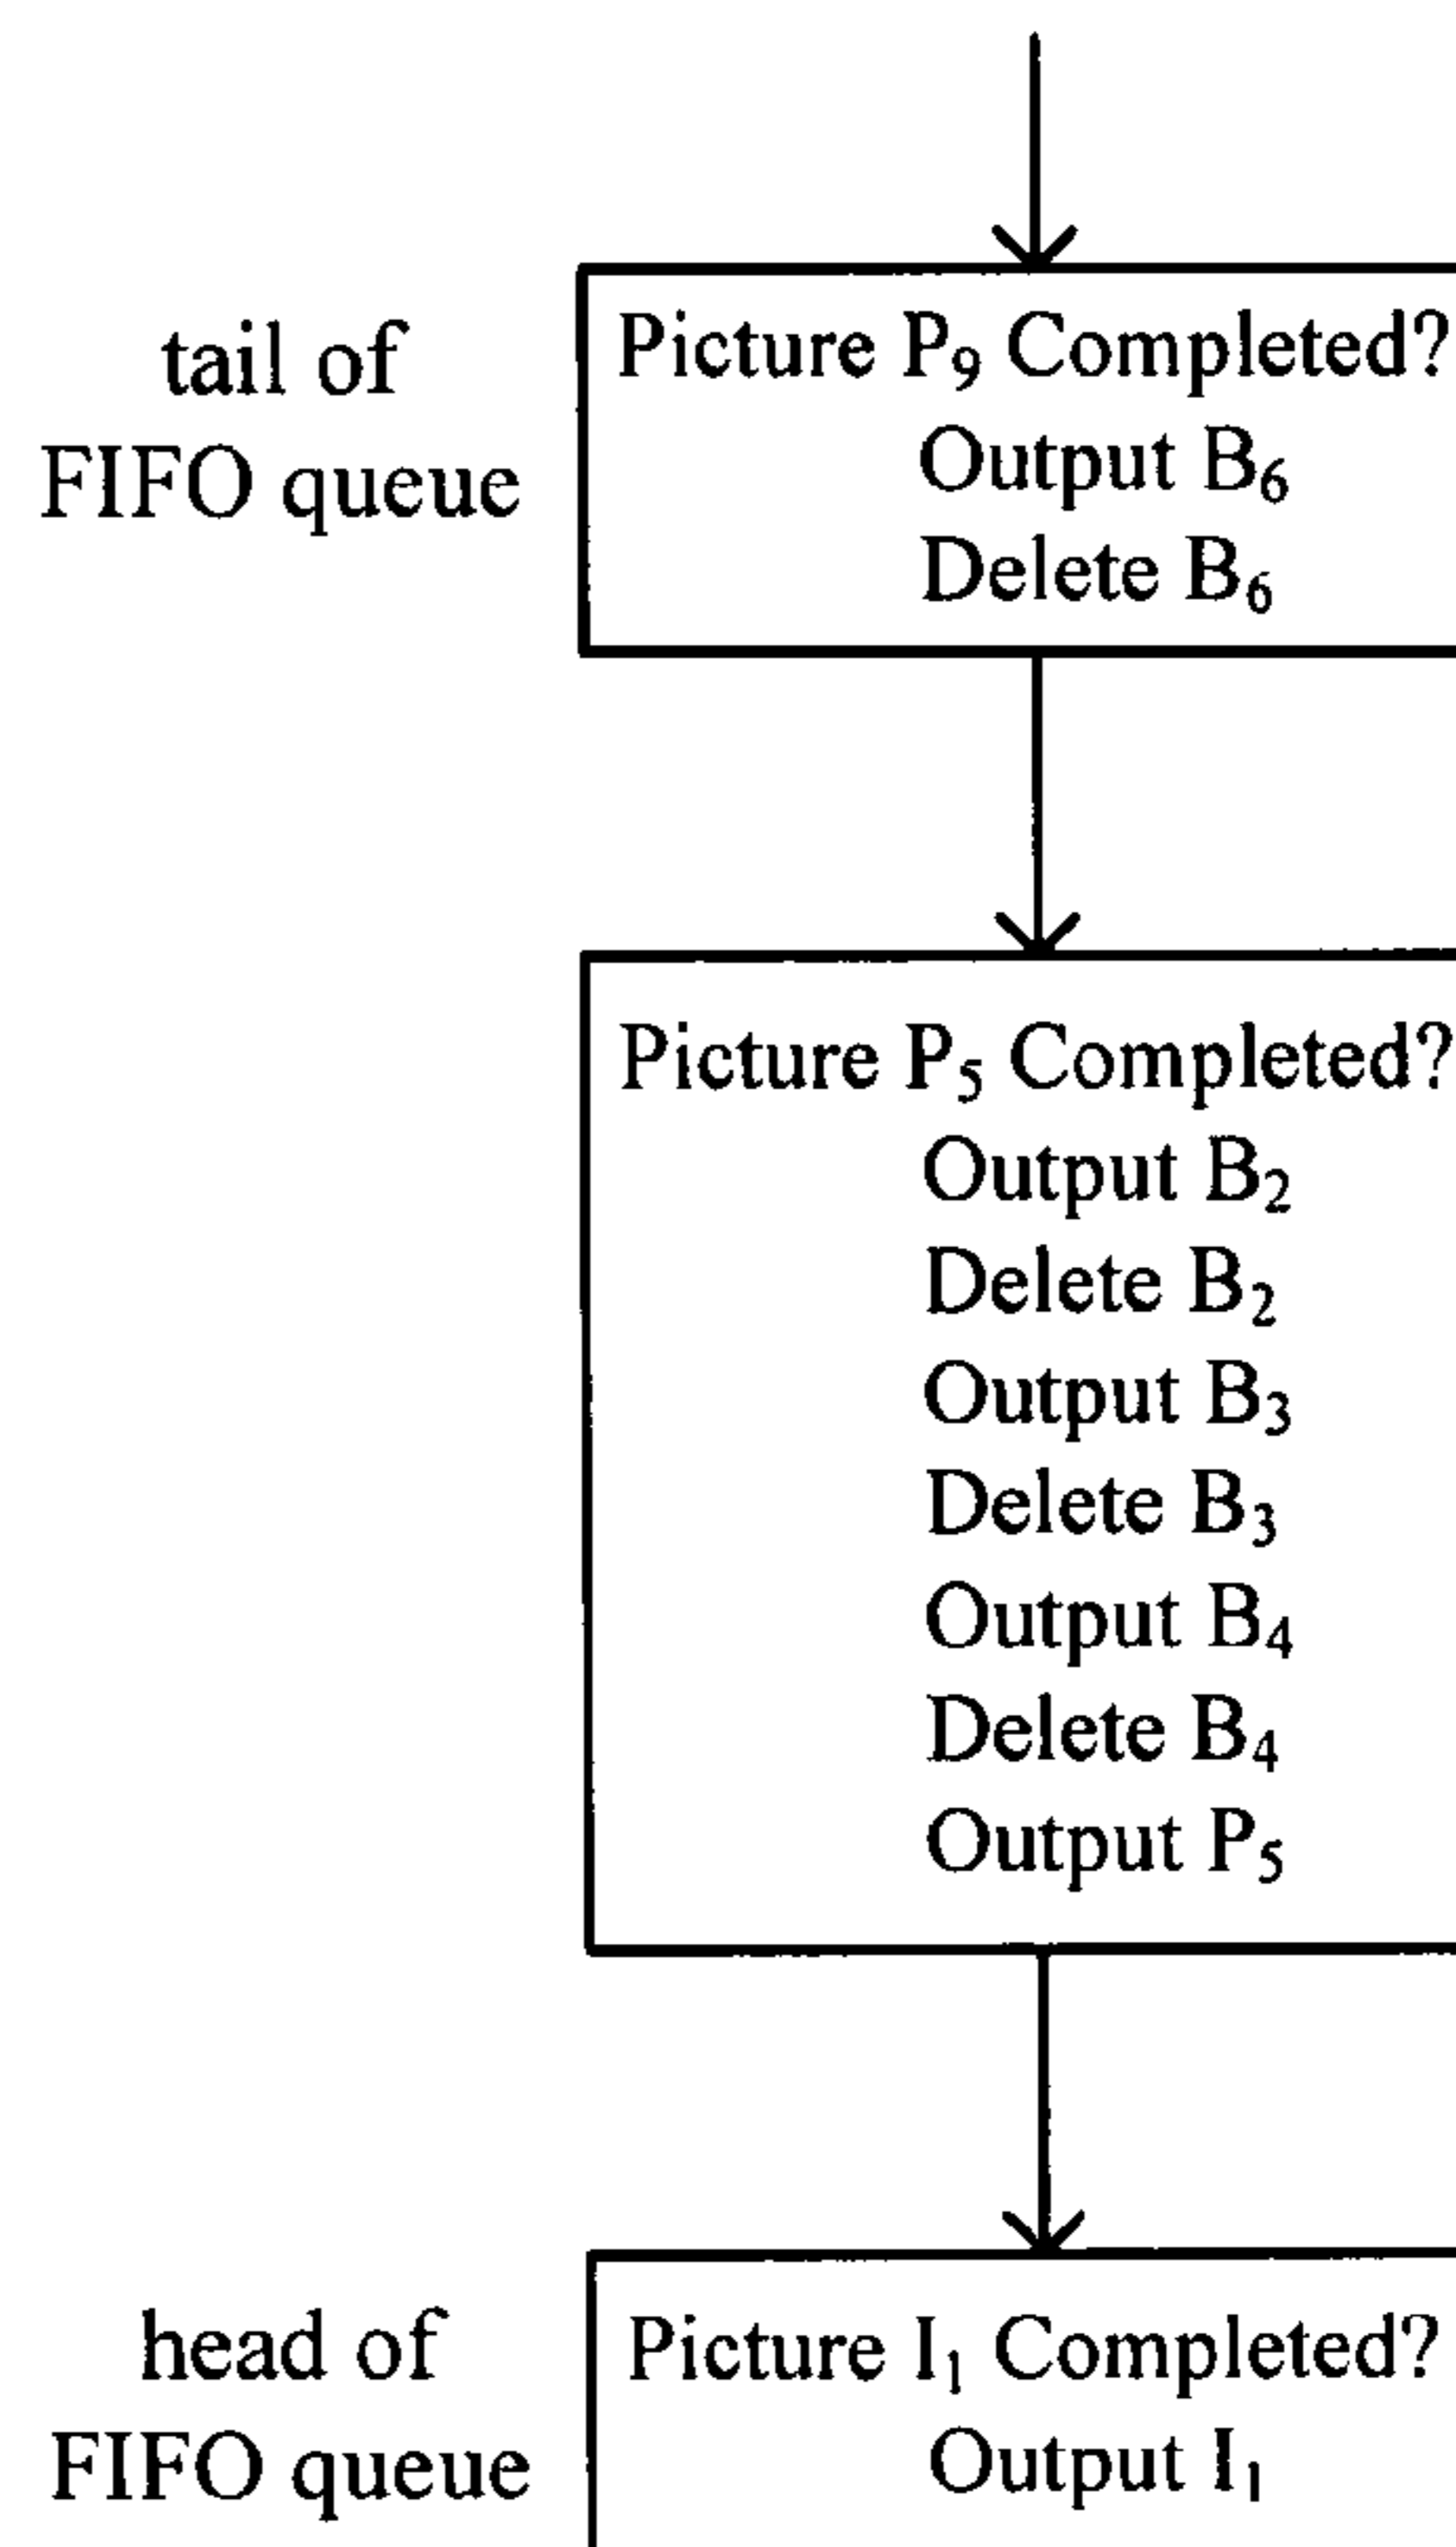 tail of
FIFO queue
Picture P₉ Completed?
Output B₆
Delete B₆
Picture P₅ Completed?
Output B₂
Delete B₂
Output B₃
Delete B₃
Output B₄
Delete B₄
Output P₅
head of
FIFO queue
Picture I₁ Completed?
Output I₁